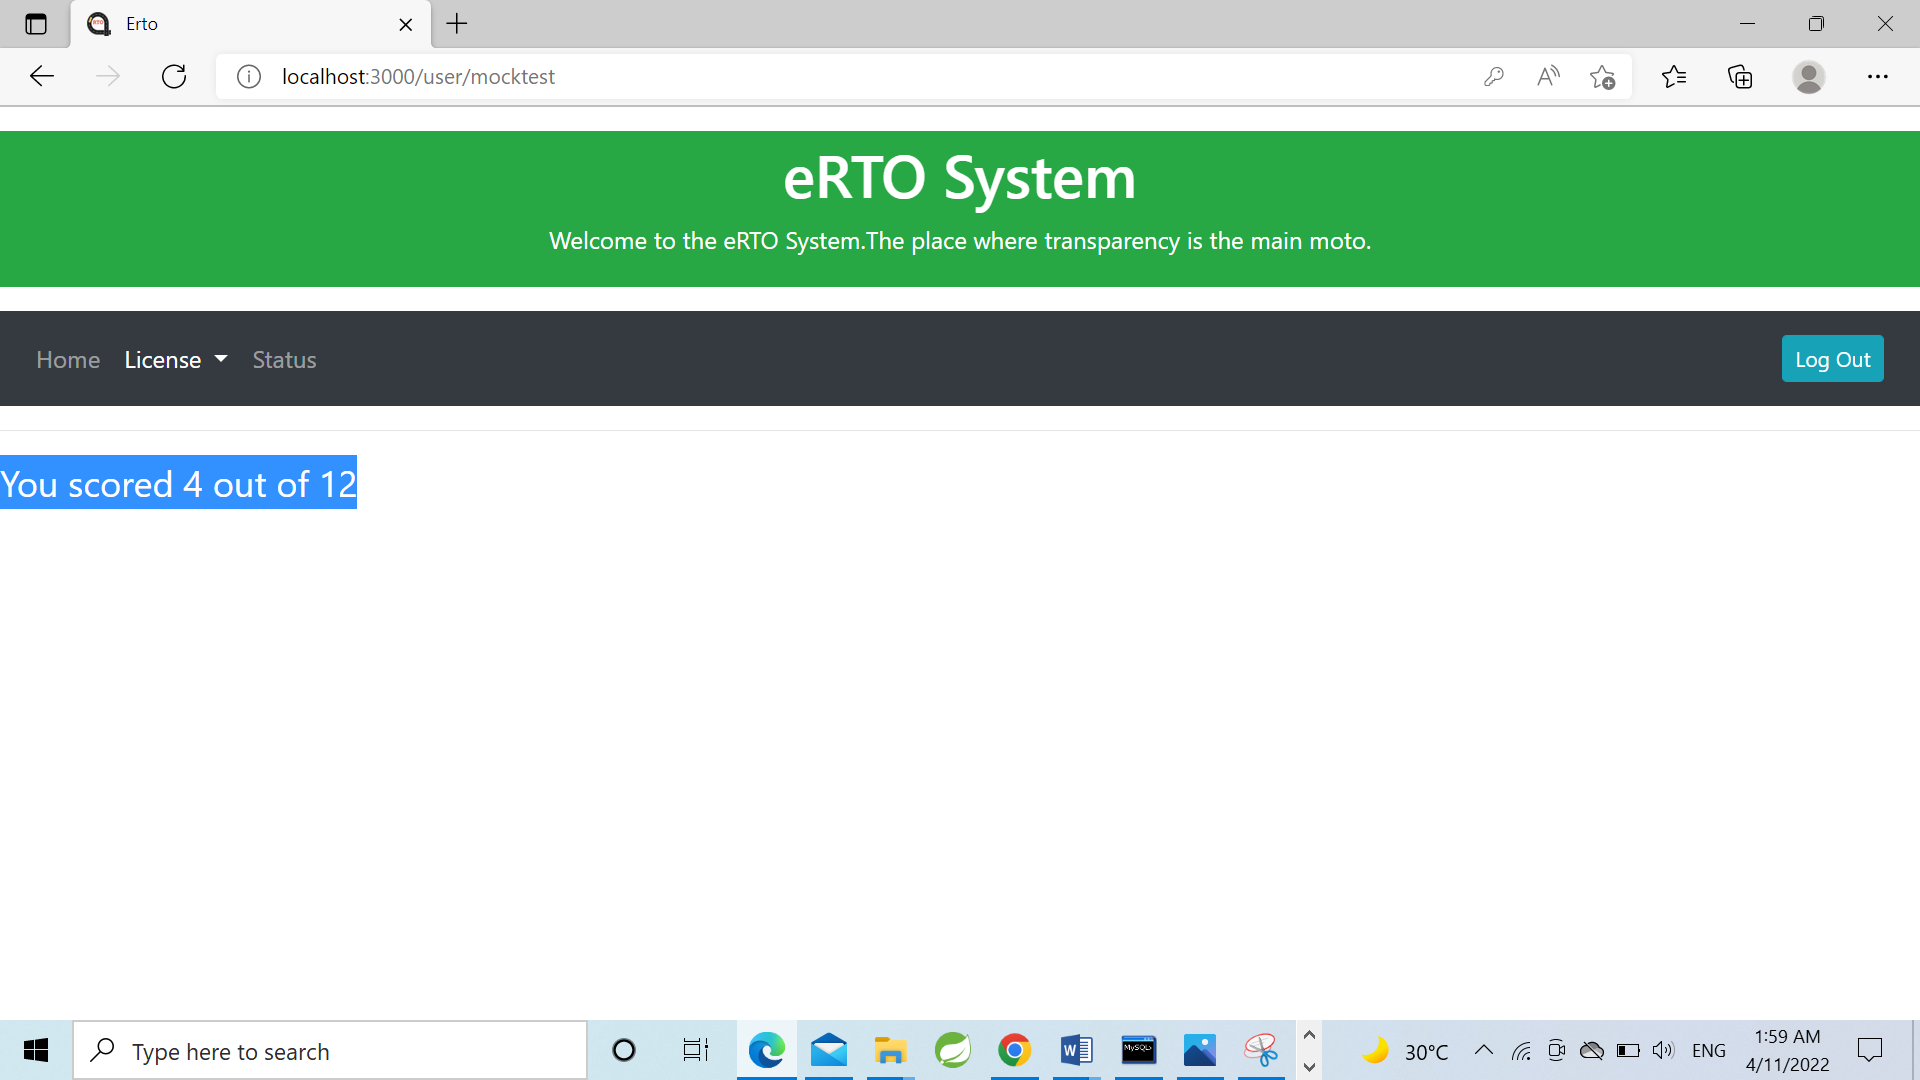 Erto
localhost:3000/user/mocktest
eRTO System
Welcome to the eRTO System.The place where transparency is the main moto.
Home License Status Log Out
You scored 4 out of 12
Type here to search
MySQL
30°C
ENG
1:59 AM
4/11/2022